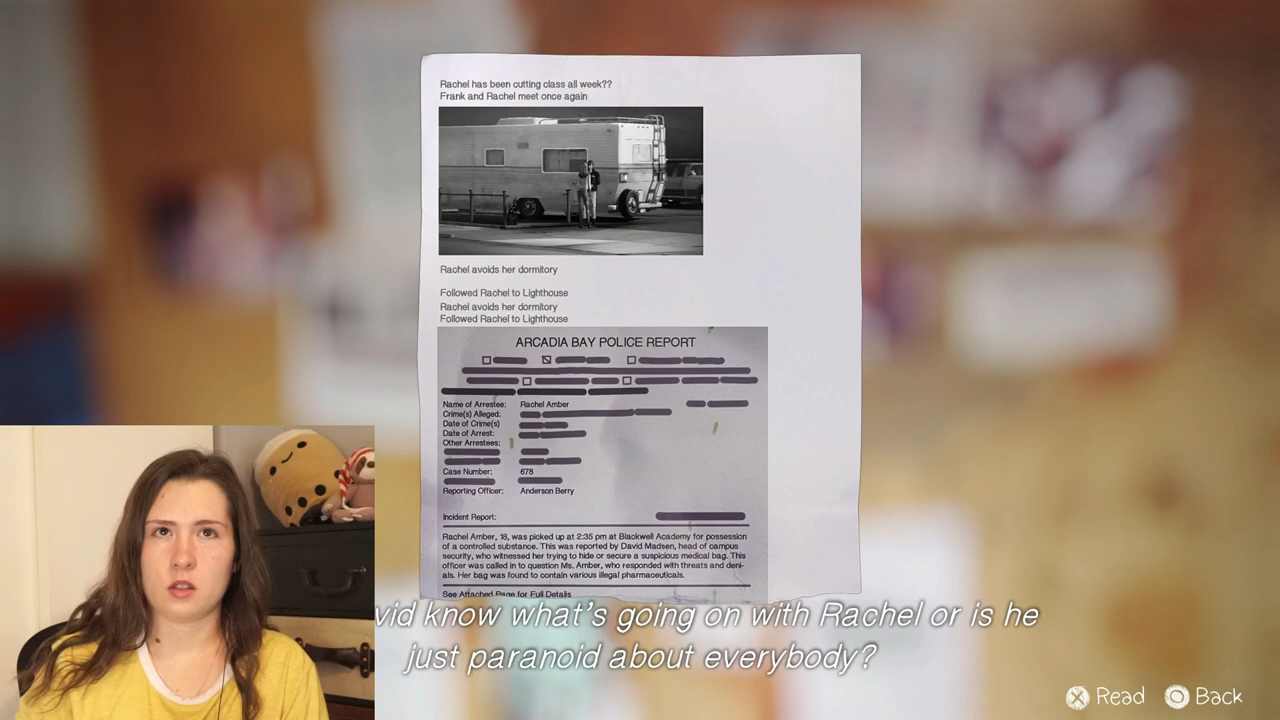 Rachel has been cutting class all week??
Frank and Rachel meet once again
Rachel avoids her dormitory
Followed Rachel to Lighthouse
Rachel avoids her dormitory
Followed Rachel to Lighthouse
ARCADIA BAY POLICE REPORT
Name of Arrestee: Rachel Amber
Crime(s) Alleged:
Date of Crime(s)
Date of Arrest:
Other Arrestees:
Case Number: 678
Reporting Officer: Anderson Berry
Incident Report:
Rachel Amber, 18, was picked up at 2:35 pm at Blackwell Academy for possession
of a controlled substance. This was reported by David Madsen, head of campus
security, who witnessed her trying to hide or secure a suspicious medical bag. This
officer was called in to question Ms. Amber, who responded with threats and deni-
als. Her bag was found to contain various illegal pharmaceuticals.
See Attached Page for Full Details
vid know what's going on with Rachel or is he
just paranoid about everybody?
Read Back